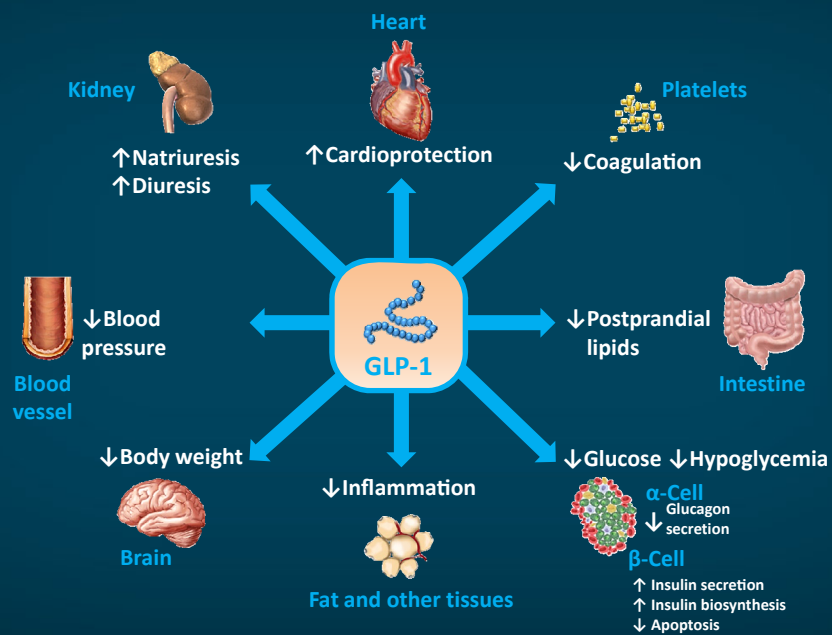 Heart
Kidney
Platelets
↑Natriuresis
↑Diuresis
↑Cardioprotection
↓Coagulation
↓Blood
pressure
Blood
vessel
GLP-1
↓Postprandial
lipids
Intestine
↓Body weight
Brain
↓Inflammation
Fat and other tissues
↓Glucose ↓Hypoglycemia
α-Cell
↓ Glucagon
secretion
β-Cell
↑ Insulin secretion
↑ Insulin biosynthesis
↓ Apoptosis